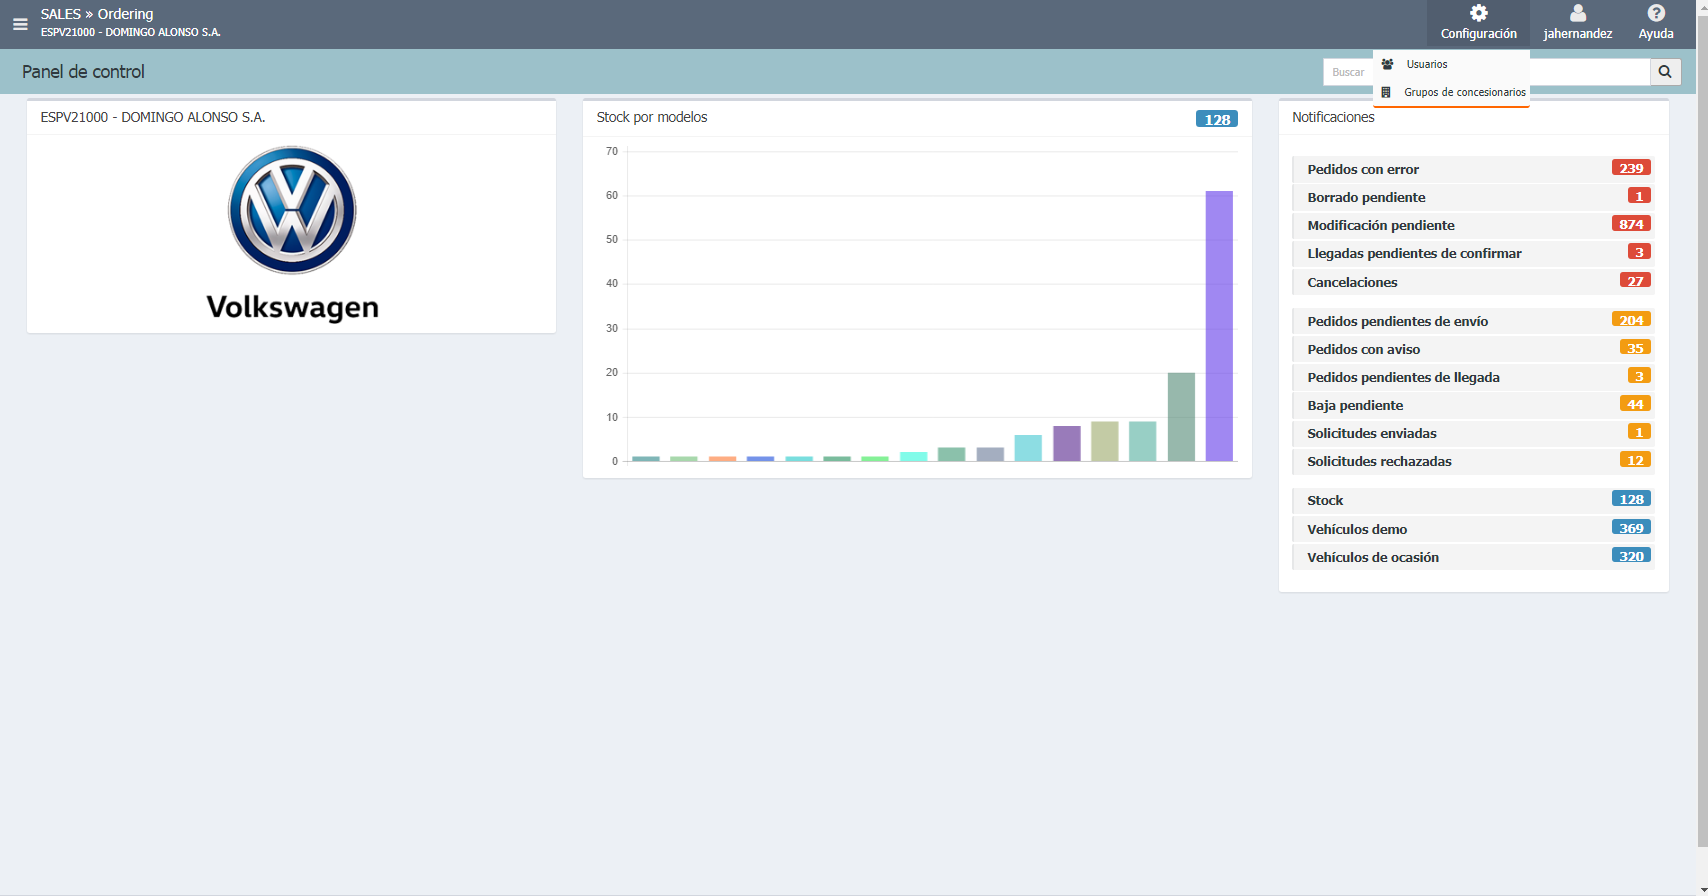 SALES » Ordering
ESPV21000 - DOMINGO ALONSO S.A.
Configuración
jahernandez
Ayuda
Panel de control
Buscar
Usuarios
Grupos de concesionarios
ESPV21000 - DOMINGO ALONSO S.A.
Volkswagen
Stock por modelos
128
70
60
50
40
30
20
10
0
Notificaciones
Pedidos con error 239
Borrado pendiente 1
Modificación pendiente 874
Llegadas pendientes de confirmar 3
Cancelaciones 27
Pedidos pendientes de envío 204
Pedidos con aviso 35
Pedidos pendientes de llegada 3
Baja pendiente 44
Solicitudes enviadas 1
Solicitudes rechazadas 12
Stock 128
Vehículos demo 369
Vehículos de ocasión 320